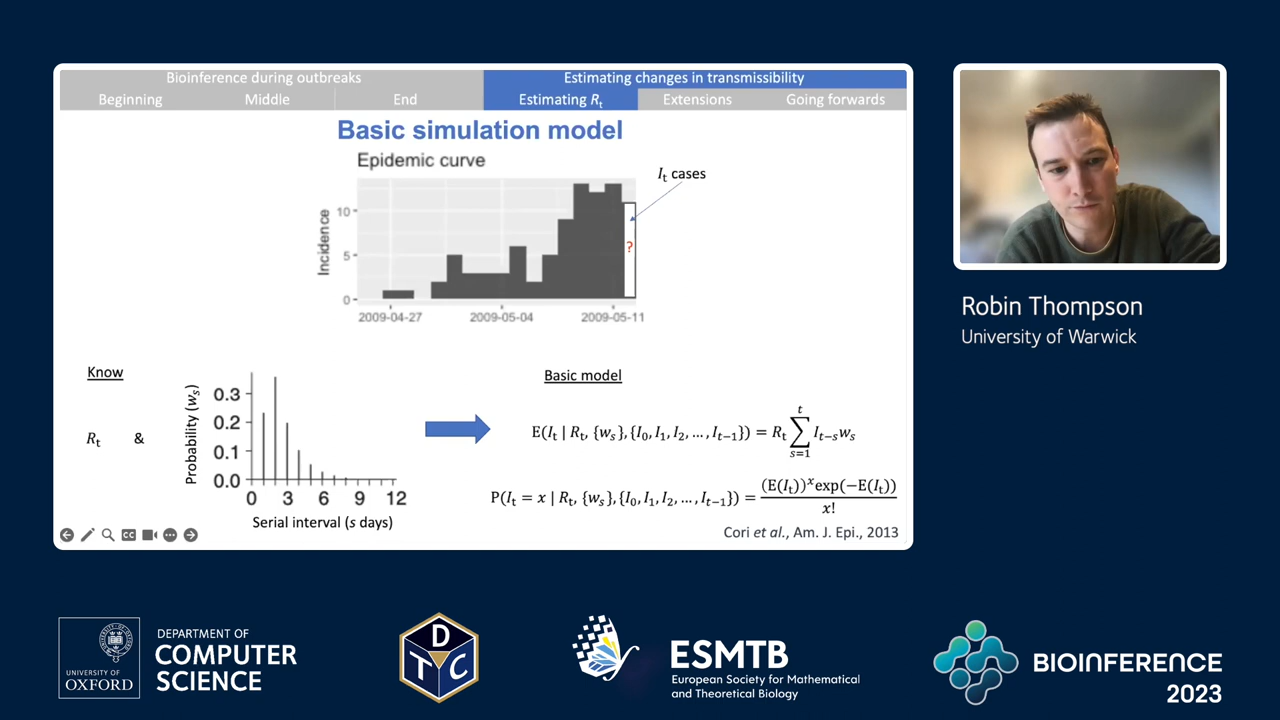 Bioinference during outbreaks
Estimating changes in transmissibility
Beginning
Middle
End
Estimating Rt
Extensions
Going forwards
Basic simulation model
Epidemic curve
It cases
Incidence
10
5
0
?
2009-04-27
2009-05-04
2009-05-11
Know
Rt &
Probability (ws)
0.3
0.2
0.1
0.0
0 3 6 9 12
Serial interval (s days)
Basic model
E(It | Rt, {ws},{I0, I1, I2, …, It−1}) = Rt ∑_{s=1}^{t} It−s ws
P(It = x | Rt, {ws},{I0, I1, I2, …, It−1}) = (E(It))^x exp(−E(It)) / x!
Cori et al., Am. J. Epi., 2013
CC
Robin Thompson
University of Warwick
UNIVERSITY OF
OXFORD
DEPARTMENT OF
COMPUTER
SCIENCE
D
T C
ESMTB
European Society for Mathematical
and Theoretical Biology
BIOINFERENCE
2023